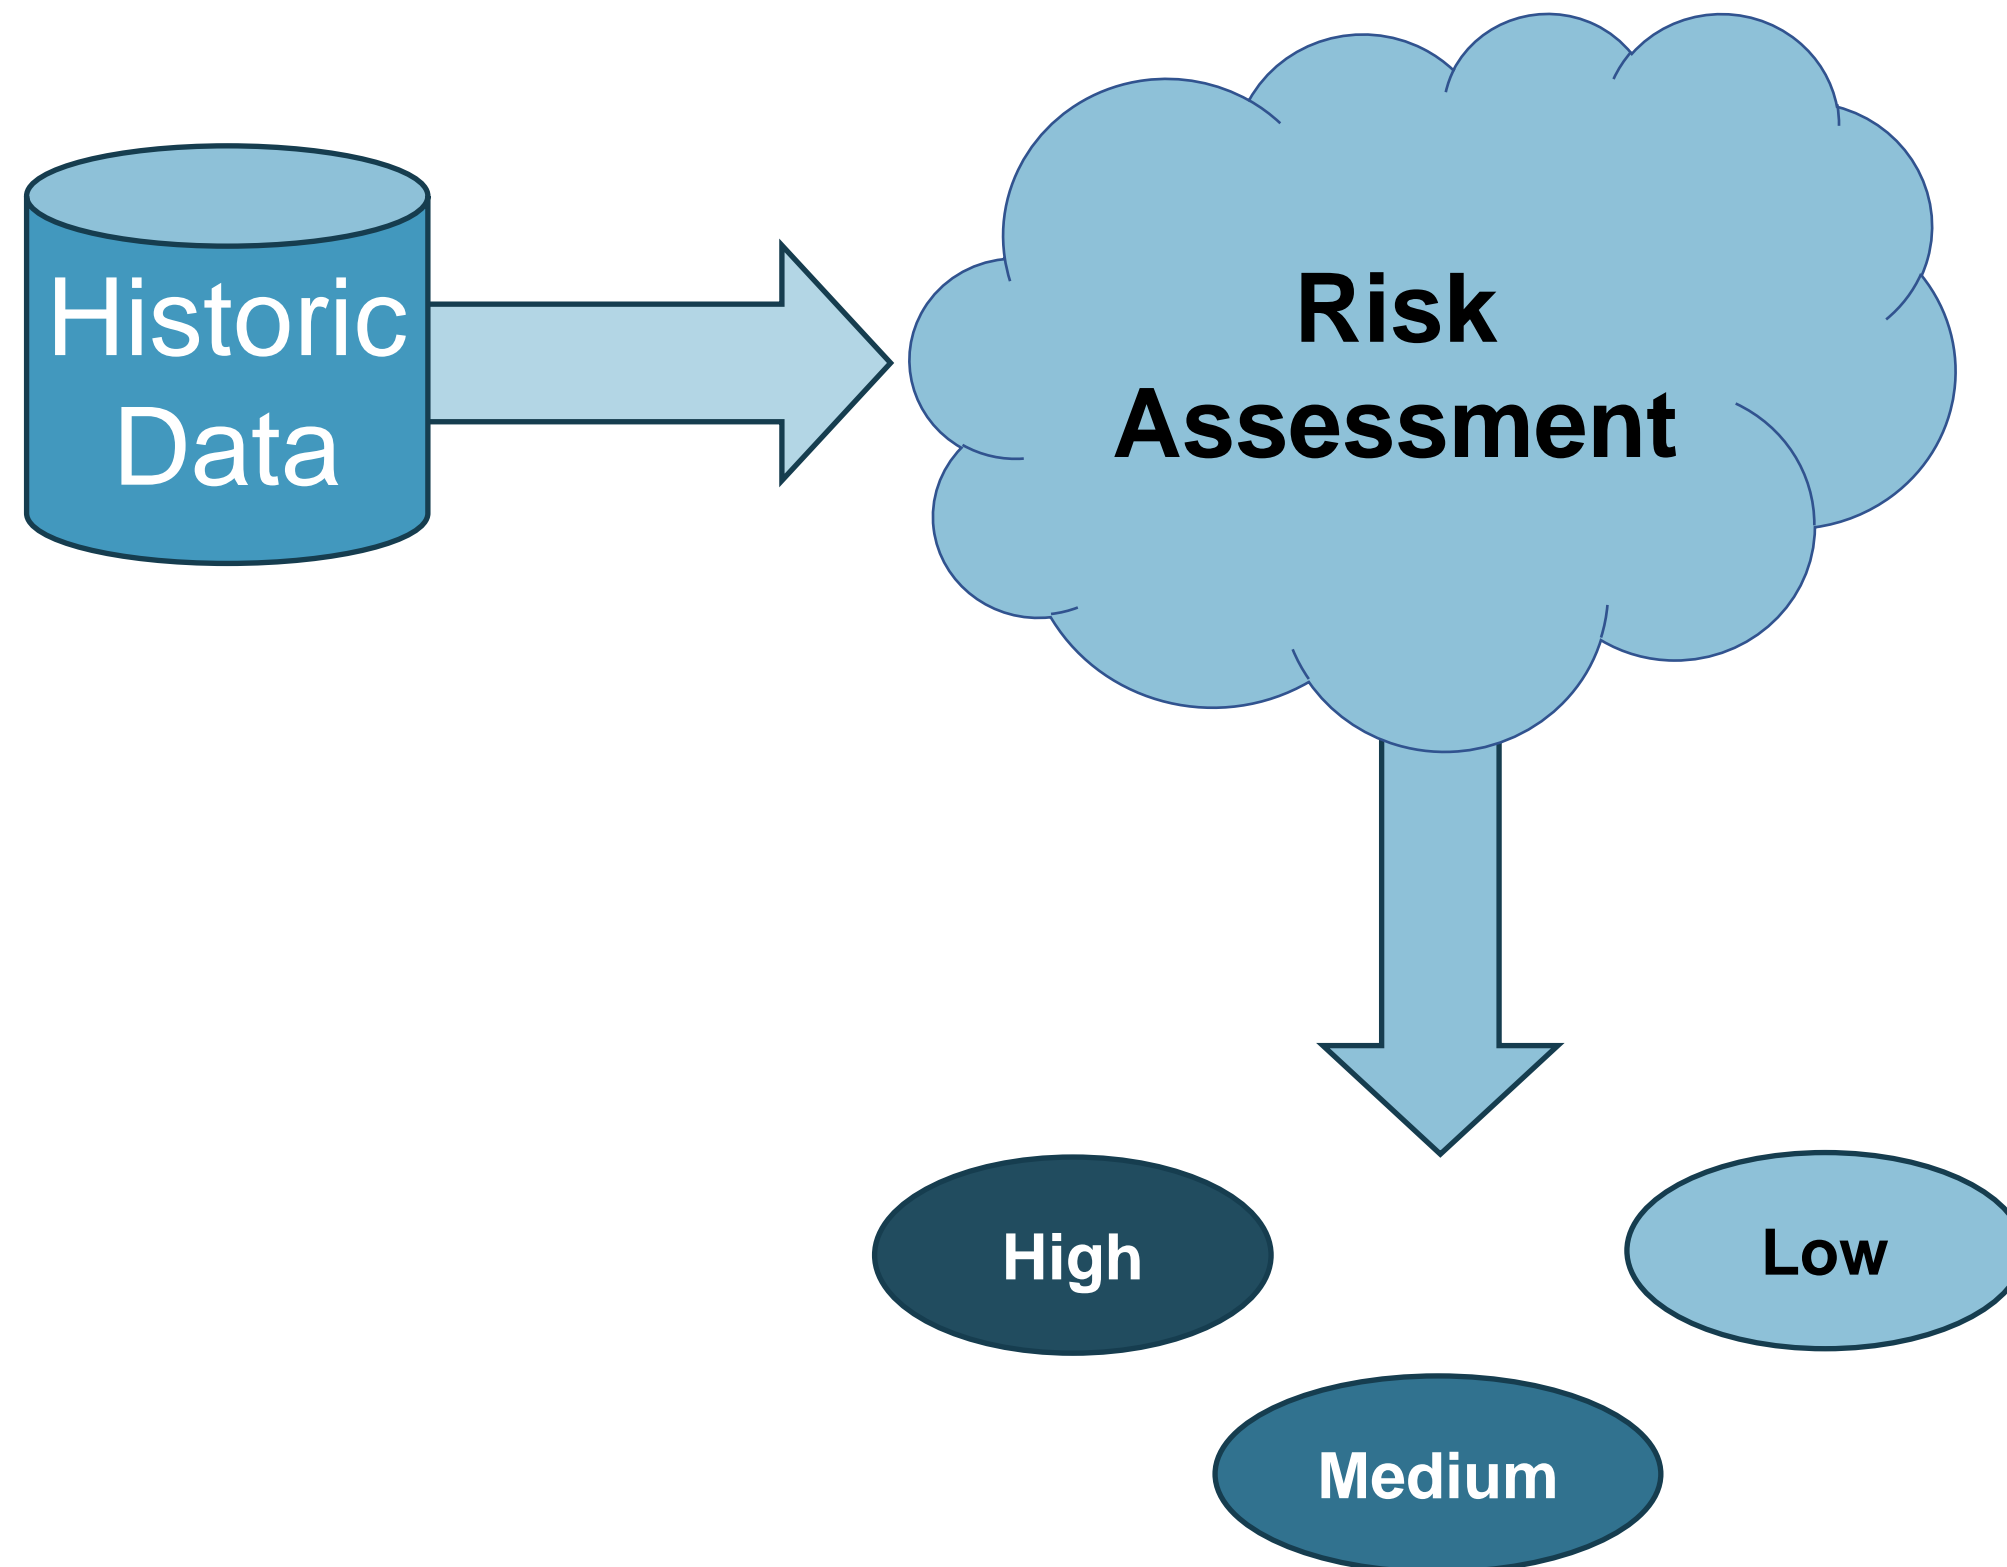 Historic
Data
Risk
Assessment
High
Low
Medium